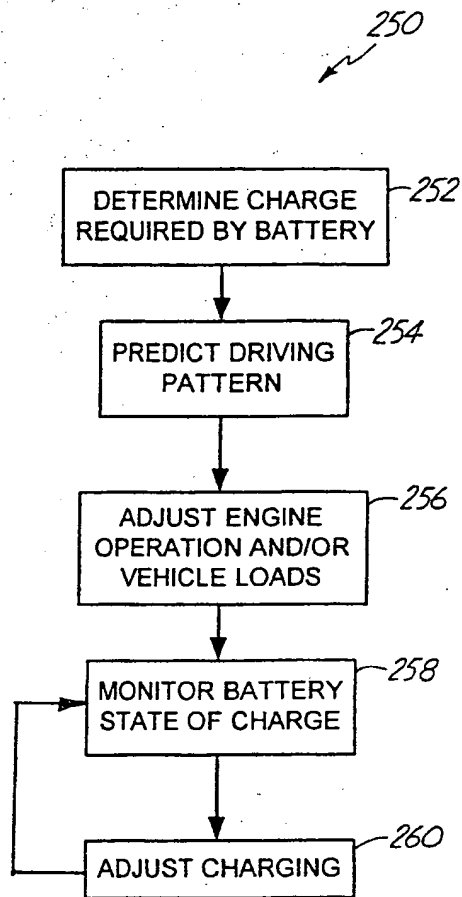 250
DETERMINE CHARGE
REQUIRED BY BATTERY
252
PREDICT DRIVING
PATTERN
254
ADJUST ENGINE
OPERATION AND/OR
VEHICLE LOADS
256
MONITOR BATTERY
STATE OF CHARGE
258
ADJUST CHARGING
260